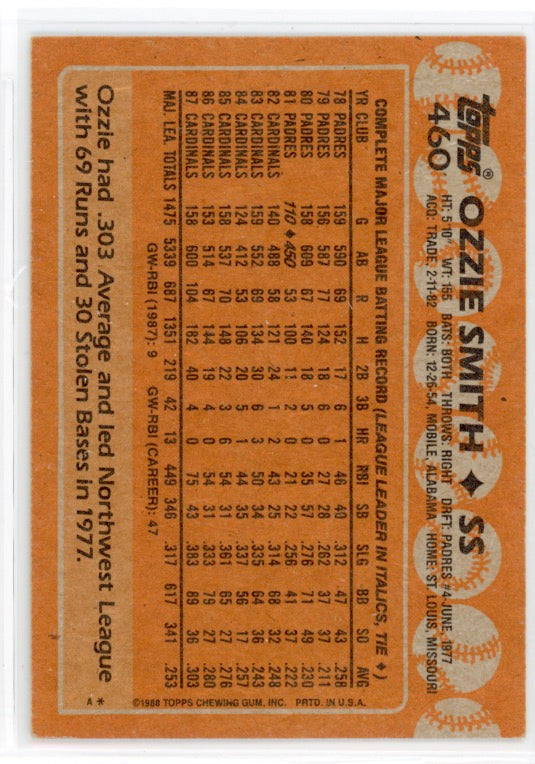 topps®
460
OZZIE SMITH ♦ SS
HT: 5'10" WT: 155 BATS: BOTH THROWS: RIGHT DRFT: PADRES #4-JUNE, 1977
ACQ: TRADE, 2-11-82 BORN: 12-26-54, MOBILE, ALABAMA HOME: ST. LOUIS, MISSOURI
COMPLETE MAJOR LEAGUE BATTING RECORD (LEAGUE LEADER IN ITALICS, TIE ♦)
YR CLUB G AB R H 2B 3B HR RBI SB SLG BB SO AVG
78 PADRES 159 590 69 152 17 6 1 46 40 .312 47 43 .258
79 PADRES 156 587 77 124 18 6 0 27 28 .262 37 37 .211
80 PADRES 158 609 67 140 18 5 0 35 57 .276 71 49 .230
81 PADRES 110 ♦ 450 53 100 11 2 0 21 22 .256 41 37 .222
82 CARDINALS 140 488 58 121 24 1 2 43 25 .314 68 32 .248
83 CARDINALS 159 552 69 134 30 6 3 50 34 .335 64 36 .243
84 CARDINALS 124 412 53 106 20 5 1 44 35 .337 56 17 .257
85 CARDINALS 158 537 70 148 22 3 6 54 31 .361 65 27 .276
86 CARDINALS 153 514 67 144 19 4 0 54 31 .333 79 27 .280
87 CARDINALS 158 600 104 182 40 4 0 75 43 .383 89 36 .303
MAJ. LEA. TOTALS 1475 5339 687 1351 219 42 13 449 346 .317 617 341 .253
GW-RBI (1987): 9 GW-RBI (CAREER): 47
©1988 TOPPS CHEWING GUM, INC. PRTD. IN U.S.A.
Ozzie had .303 Average and led Northwest League
with 69 Runs and 30 Stolen Bases in 1977.
A*